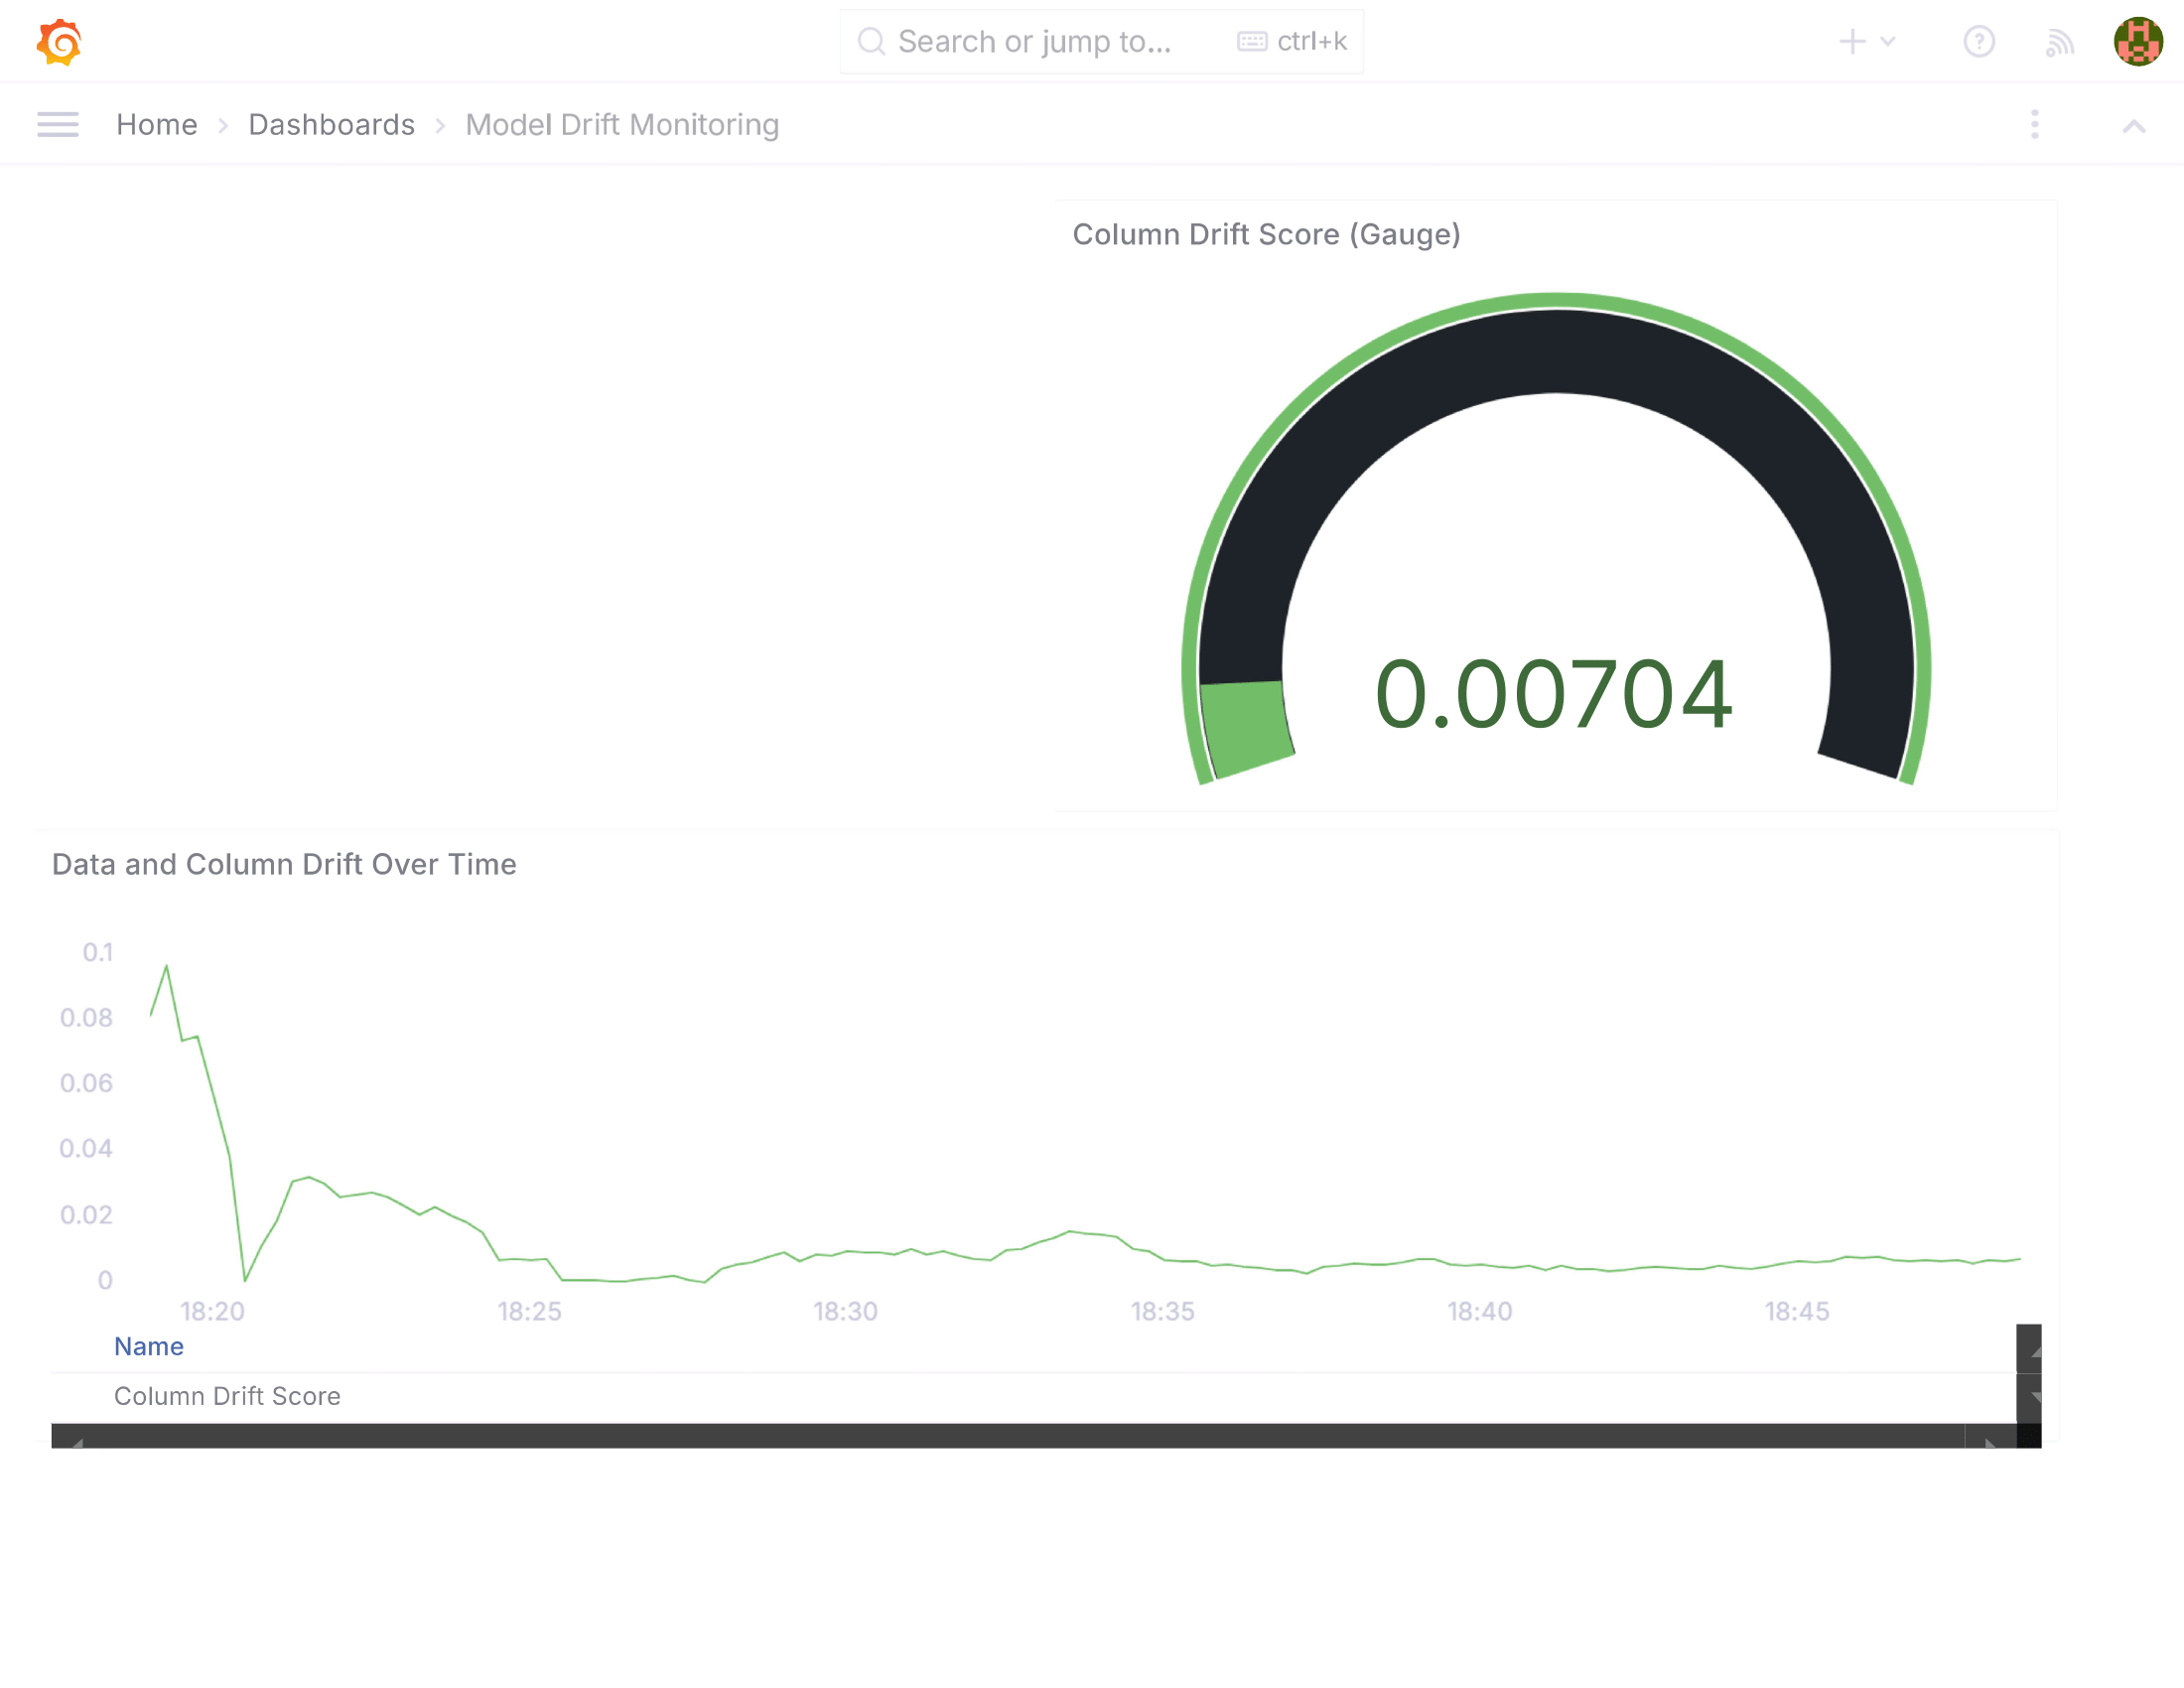 Search or jump to...
ctrl+k
Home
Dashboards
Model Drift Monitoring
Column Drift Score (Gauge)
0.00704
Data and Column Drift Over Time
0.1
0.08
0.06
0.04
0.02
0
18:20 18:25 18:30 18:35 18:40 18:45
Name
Column Drift Score